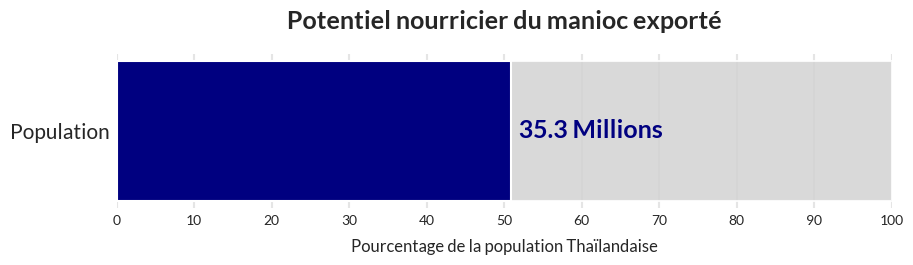 Potentiel nourricier du manioc exporté
35.3 Millions
Population
0 10 20 30 40 50 60 70 80 90 100
Pourcentage de la population Thaïlandaise